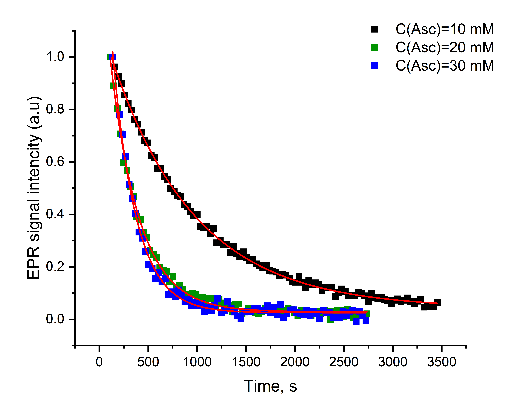 C(Asc)=10 mM
C(Asc)=20 mM
C(Asc)=30 mM
1.0
0.8
0.6
0.4
0.2
0.0
EPR signal intencity (a.u)
0 500 1000 1500 2000 2500 3000 3500
Time, s